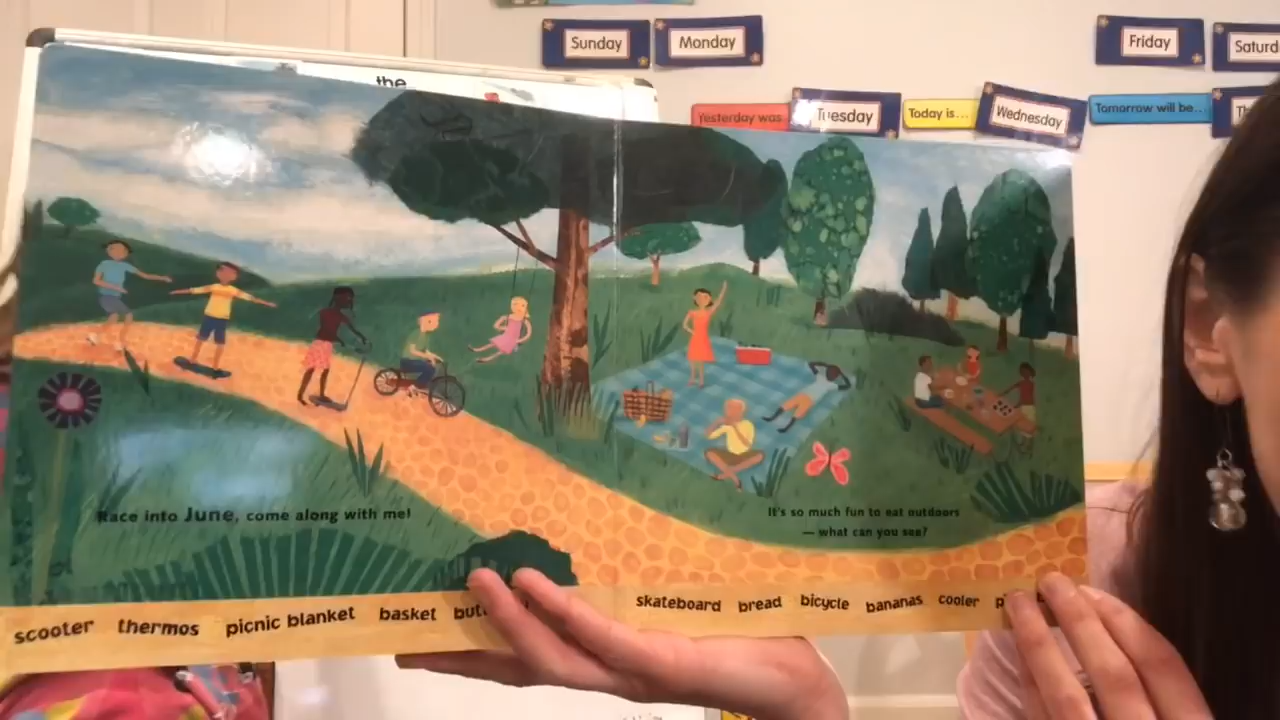 Sunday Monday Friday
the
Yesterday was Tuesday Today is... Wednesday Tomorrow will be...
Race into June, come along with me!
It's so much fun to eat outdoors
— what can you see?
scooter thermos picnic blanket basket
skateboard bread bicycle bananas cooler